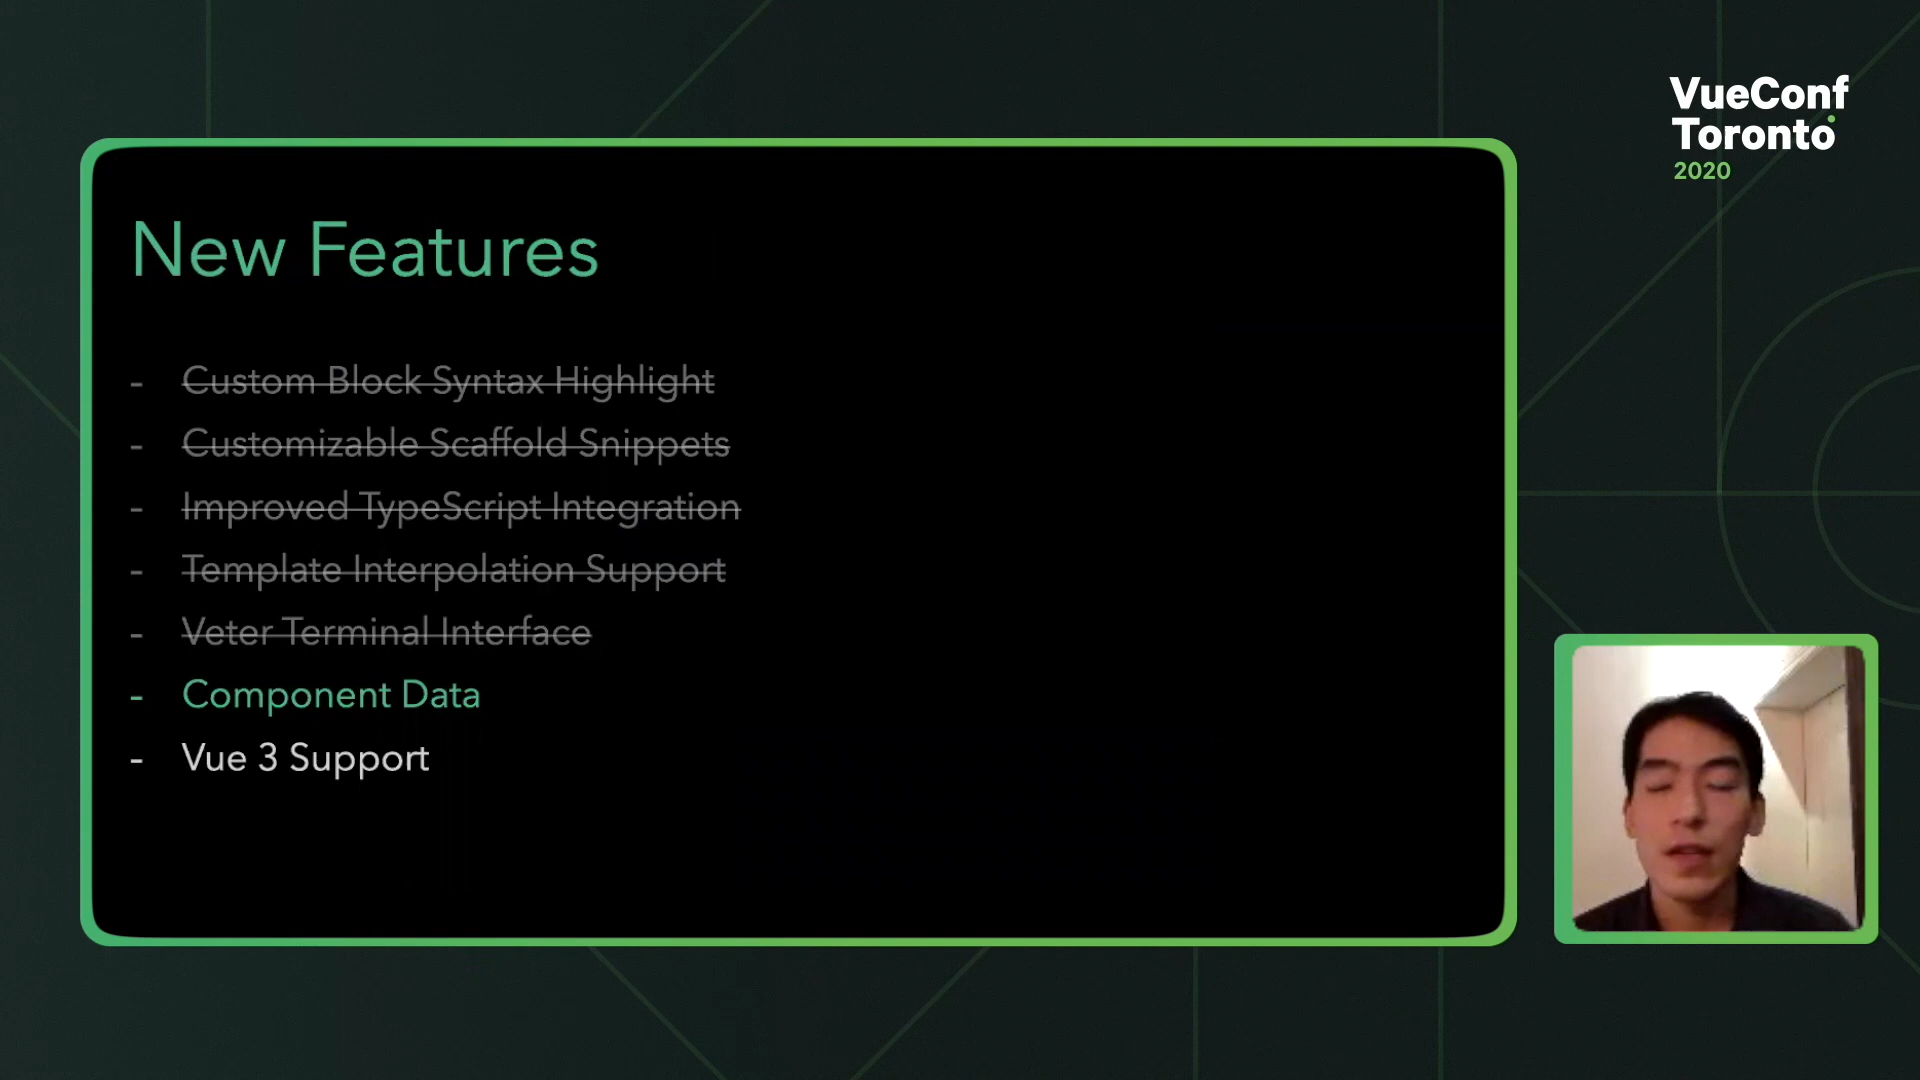 VueConf
Toronto
2020
New Features
- Custom Block Syntax Highlight
- Customizable Scaffold Snippets
- Improved TypeScript Integration
- Template Interpolation Support
- Veter Terminal Interface
- Component Data
- Vue 3 Support